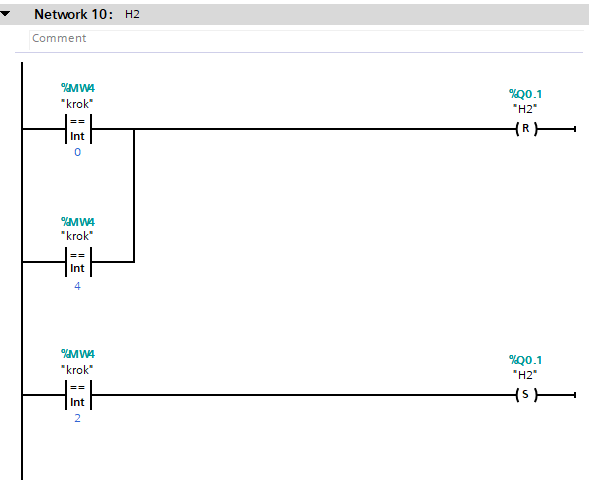 Network 10: H2
Comment
%MW4
"krok"
==
Int
0
%Q0.1
"H2"
R
%MW4
"krok"
==
Int
4
%MW4
"krok"
==
Int
2
%Q0.1
"H2"
S